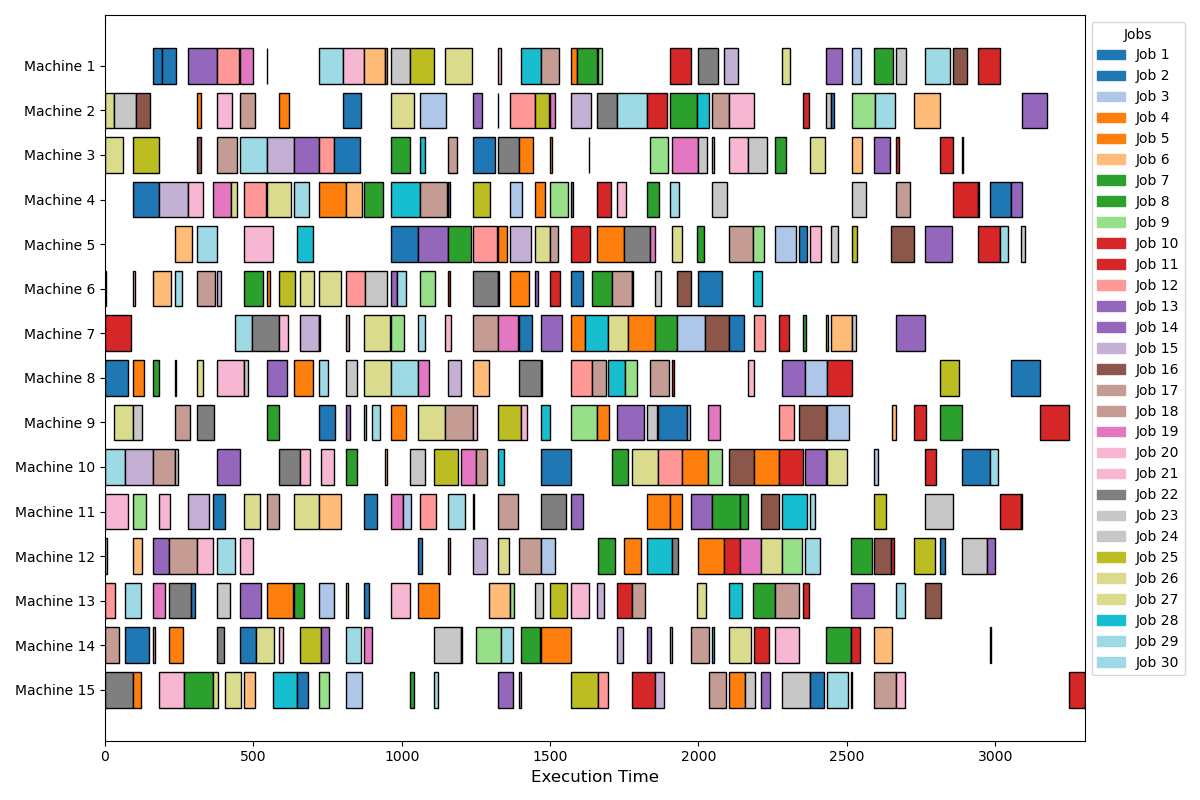 Machine 1
Machine 2
Machine 3
Machine 4
Machine 5
Machine 6
Machine 7
Machine 8
Machine 9
Machine 10
Machine 11
Machine 12
Machine 13
Machine 14
Machine 15
0 500 1000 1500 2000 2500 3000
Execution Time
Jobs
Job 1
Job 2
Job 3
Job 4
Job 5
Job 6
Job 7
Job 8
Job 9
Job 10
Job 11
Job 12
Job 13
Job 14
Job 15
Job 16
Job 17
Job 18
Job 19
Job 20
Job 21
Job 22
Job 23
Job 24
Job 25
Job 26
Job 27
Job 28
Job 29
Job 30